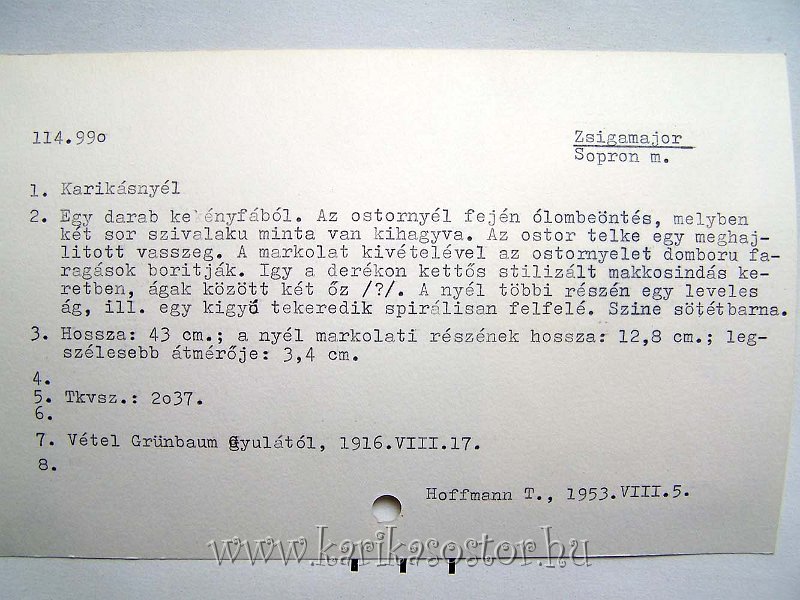 114.99o
Zsigamajor
Sopron m.
1. Karikásnyél
2. Egy darab keményfából. Az ostornyél fején ólombeöntés, melyben
két sor szivalaku minta van kihagyva. Az ostor telke egy meghaj-
litott vasszeg. A markolat kivételével az ostornyelet domboru fa-
ragások boritják. Igy a derékon kettős stilizált makkosindás ke-
retben, ágak között két őz /?/. A nyél többi részén egy leveles
ág, ill. egy kigyó tekeredik spirálisan felfelé. Szine sötétbarna.
3. Hossza: 43 cm.; a nyél markolati részének hossza: 12,8 cm.; leg-
szélesebb átmérője: 3,4 cm.
4.
5. Tkvsz.: 2o37.
6.
7. Vétel Grünbaum Gyulától, 1916.VIII.17.
8.
Hoffmann T., 1953.VIII.5.
www.karikasostor.hu